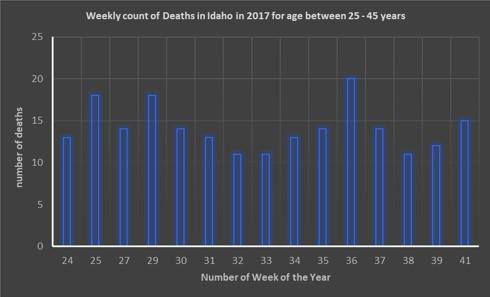 Weekly count of Deaths in Idaho in 2017 for age between 25 - 45 years
25
20
15
10
5
0
number of deaths
24 25 27 29 30 31 32 33 34 35 36 37 38 39 41
Number of Week of the Year